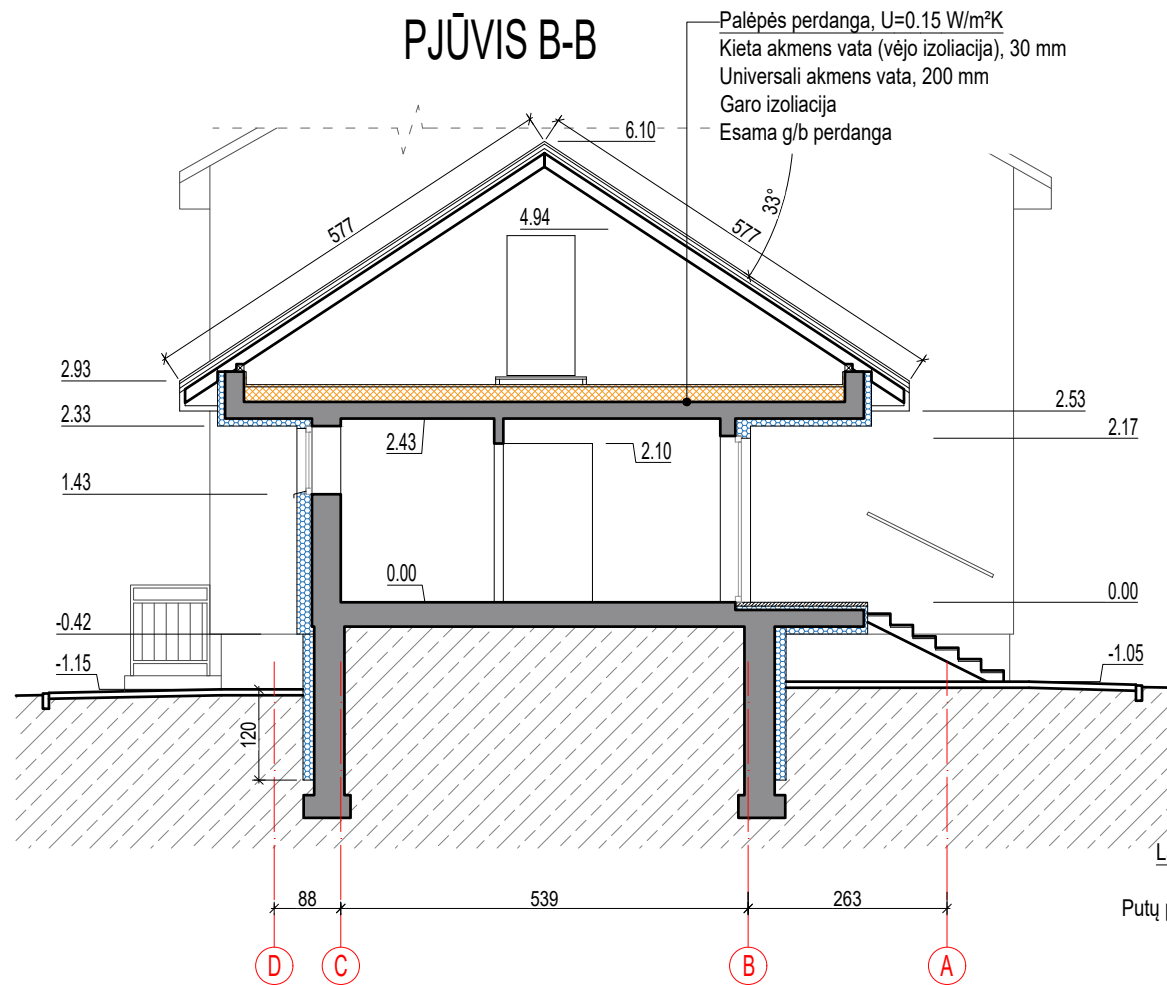 PJŪVIS B-B
Palėpės perdanga, U=0.15 W/m²K
Kieta akmens vata (vėjo izoliacija), 30 mm
Universali akmens vata, 200 mm
Garo izoliacija
Esama g/b perdanga
6.10
33°
577
577
4.94
2.93
2.53
2.33
2.17
2.43
2.10
1.43
0.00
0.00
-0.42
-1.15
-1.05
120
L
Putų p
88
539
263
D
C
B
A